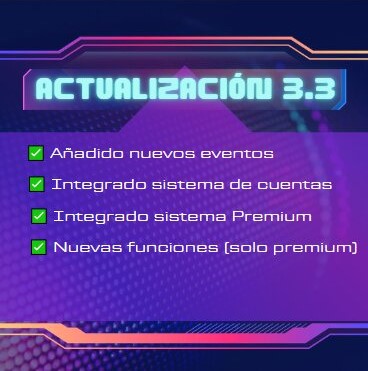 ACTUALIZACIÓN 3.3
✅ Añadido nuevos eventos
✅ Integrado sistema de cuentas
✅ Integrado sistema Premium
✅ Nuevas funciones (solo premium)